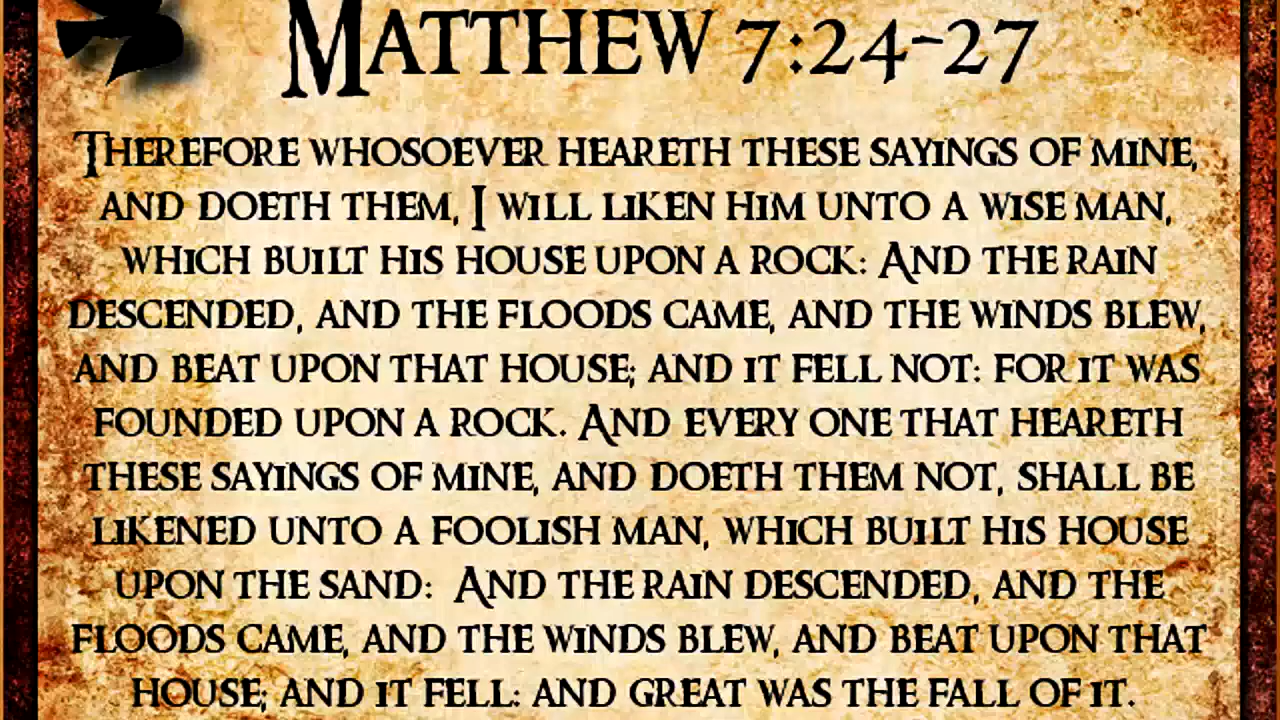 Matthew 7:24-27
Therefore whosoever heareth these sayings of mine,
and doeth them, I will liken him unto a wise man,
which built his house upon a rock: And the rain
descended, and the floods came, and the winds blew,
and beat upon that house; and it fell not: for it was
founded upon a rock. And every one that heareth
these sayings of mine, and doeth them not, shall be
likened unto a foolish man, which built his house
upon the sand: And the rain descended, and the
floods came, and the winds blew, and beat upon that
house; and it fell: and great was the fall of it.